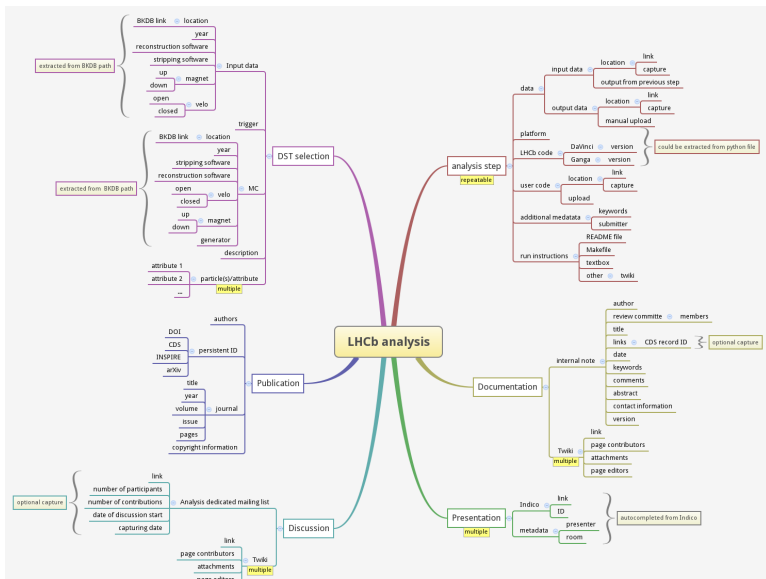 LHCb analysis
DST selection
Input data
location
BKDB link
year
reconstruction software
stripping software
magnet
up
down
velo
open
closed
extracted from BKDB path
trigger
MC
location
BKDB link
year
stripping software
reconstruction software
velo
open
closed
magnet
up
down
generator
extracted from BKDB path
description
particle(s)/attribute
multiple
attribute 1
attribute 2
...
Publication
authors
persistent ID
DOI
CDS
INSPIRE
arXiv
journal
title
year
volume
issue
pages
copyright information
Discussion
Analysis dedicated mailing list
link
number of participants
number of contributions
date of discussion start
capturing date
optional capture
Twiki
multiple
link
page contributors
attachments
page editors
analysis step
repeatable
data
input data
location
link
capture
output from previous step
output data
location
link
capture
manual upload
platform
LHCb code
DaVinci
version
Ganga
version
could be extracted from python file
user code
location
link
capture
upload
additional medatata
keywords
submitter
run instructions
README file
Makefile
textbox
other
twiki
Documentation
internal note
author
review committe
members
title
links
CDS record ID
optional capture
date
keywords
comments
abstract
contact information
version
Twiki
multiple
link
page contributors
attachments
page editors
Presentation
multiple
Indico
link
ID
metadata
presenter
room
autocompleted from Indico